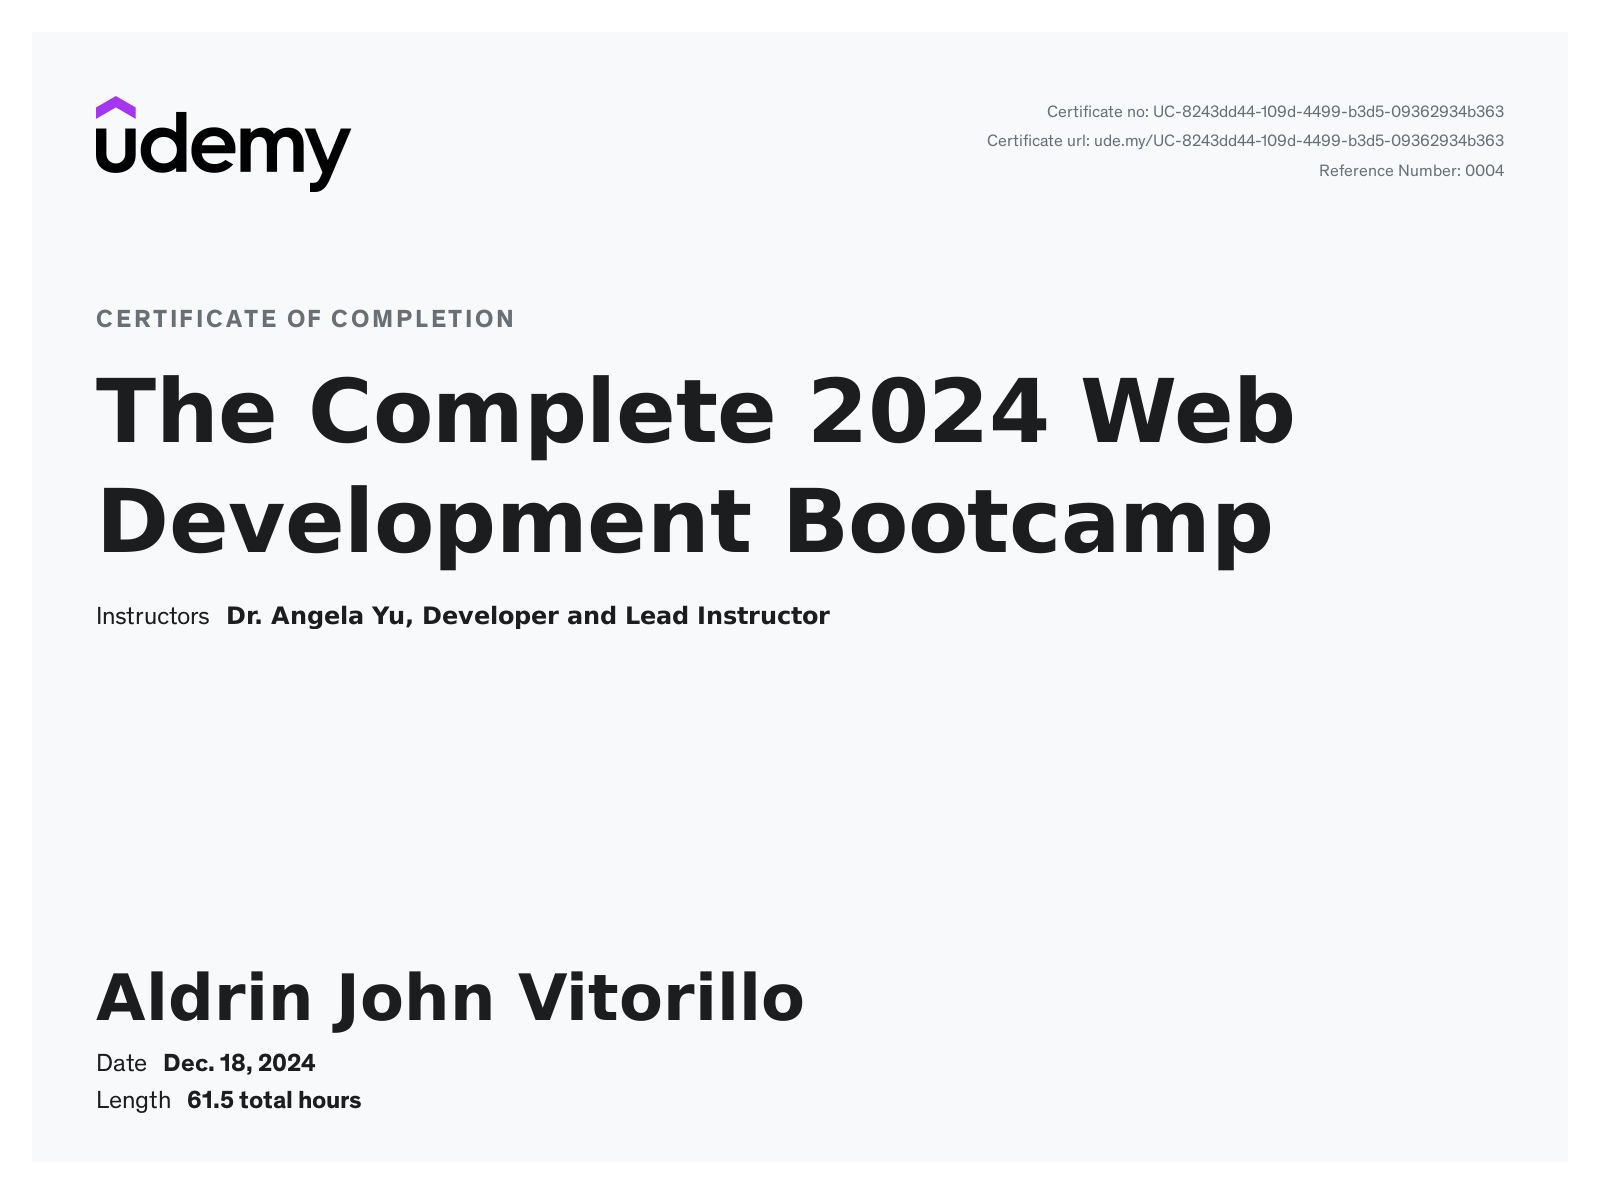 udemy
Certificate no: UC-8243dd44-109d-4499-b3d5-09362934b363
Certificate url: ude.my/UC-8243dd44-109d-4499-b3d5-09362934b363
Reference Number: 0004
CERTIFICATE OF COMPLETION
The Complete 2024 Web
Development Bootcamp
Instructors Dr. Angela Yu, Developer and Lead Instructor
Aldrin John Vitorillo
Date Dec. 18, 2024
Length 61.5 total hours